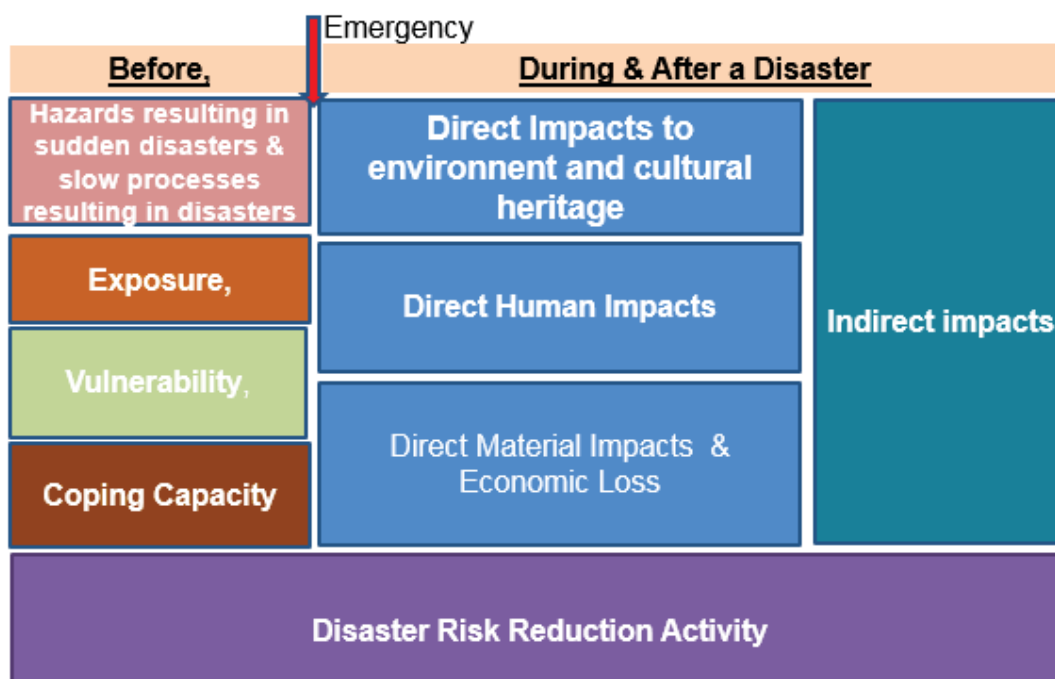 Emergency
Before,
During & After a Disaster
Hazards resulting in
sudden disasters &
slow processes
resulting in disasters
Exposure,
Vulnerability,
Coping Capacity
Direct Impacts to
environnent and cultural
heritage
Direct Human Impacts
Direct Material Impacts &
Economic Loss
Indirect impacts
Disaster Risk Reduction Activity